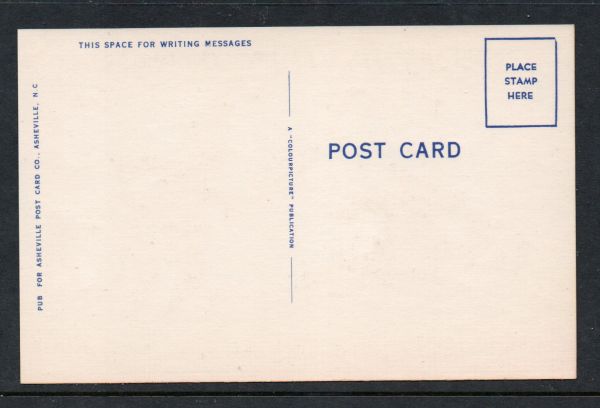 THIS SPACE FOR WRITING MESSAGES
PUB FOR ASHEVILLE POST CARD CO., ASHEVILLE, N.C
A "COLOURPICTURE" PUBLICATION
POST CARD
PLACE
STAMP
HERE